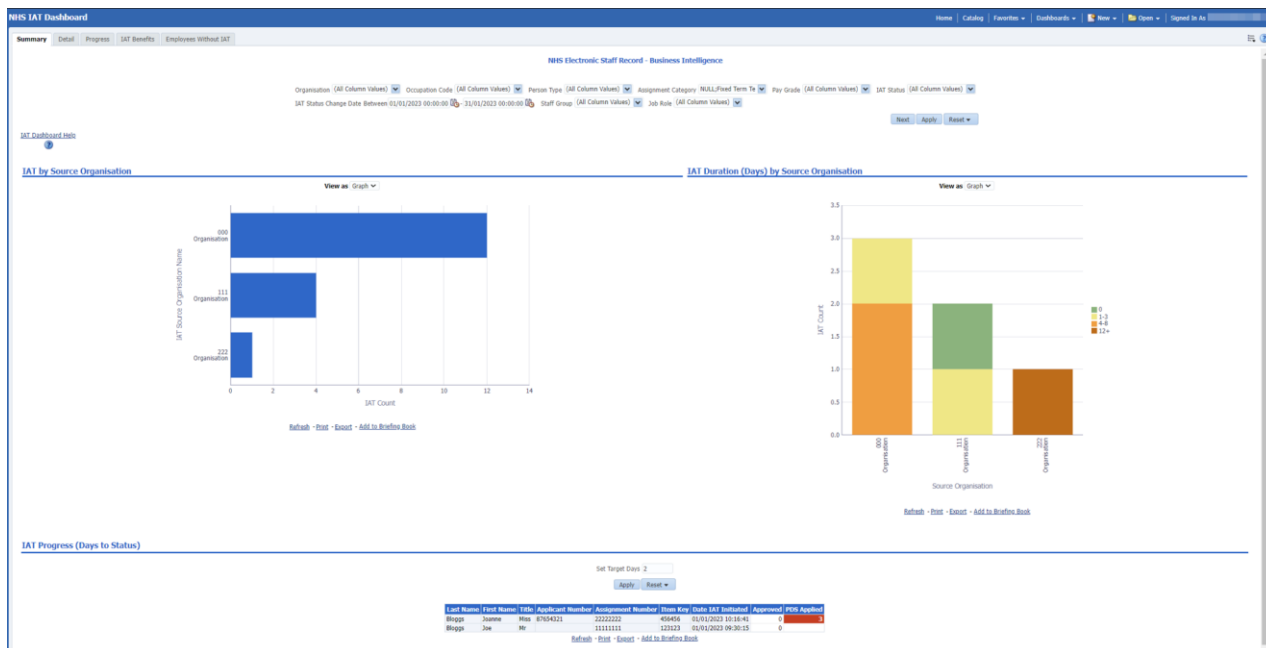 NHS IAT Dashboard
Home Catalog Favorites Dashboards New Open Signed In As
Summary Detail Progress IAT Benefits Employees Without IAT
NHS Electronic Staff Record - Business Intelligence
Organisation (All Column Values) Occupation Code (All Column Values) Person Type (All Column Values) Assignment Category NULL;Fixed Term Te Pay Grade (All Column Values) IAT Status (All Column Values)
IAT Status Change Date Between 01/01/2023 00:00:00 - 31/01/2023 00:00:00 Staff Group (All Column Values) Job Role (All Column Values)
Next Apply Reset
IAT Dashboard Help
IAT by Source Organisation
View as Graph
IAT Source Organisation Name
000
Organisation
111
Organisation
222
Organisation
0 2 4 6 8 10 12 14
IAT Count
Refresh - Print - Export - Add to Briefing Book
IAT Duration (Days) by Source Organisation
View as Graph
IAT Count
3.5
3.0
2.5
2.0
1.5
1.0
0.5
0.0
0
1-3
4-8
12+
000
Organisation
111
Organisation
222
Organisation
Source Organisation
Refresh - Print - Export - Add to Briefing Book
IAT Progress (Days to Status)
Set Target Days 2
Apply Reset
Last Name First Name Title Applicant Number Assignment Number Item Key Date IAT Initiated Approved PDS Applied
Bloggs Joanne Miss 87654321 22222222 456456 01/01/2023 10:16:41 0 3
Bloggs Joe Mr 11111111 123123 01/01/2023 09:30:15 0
Refresh - Print - Export - Add to Briefing Book